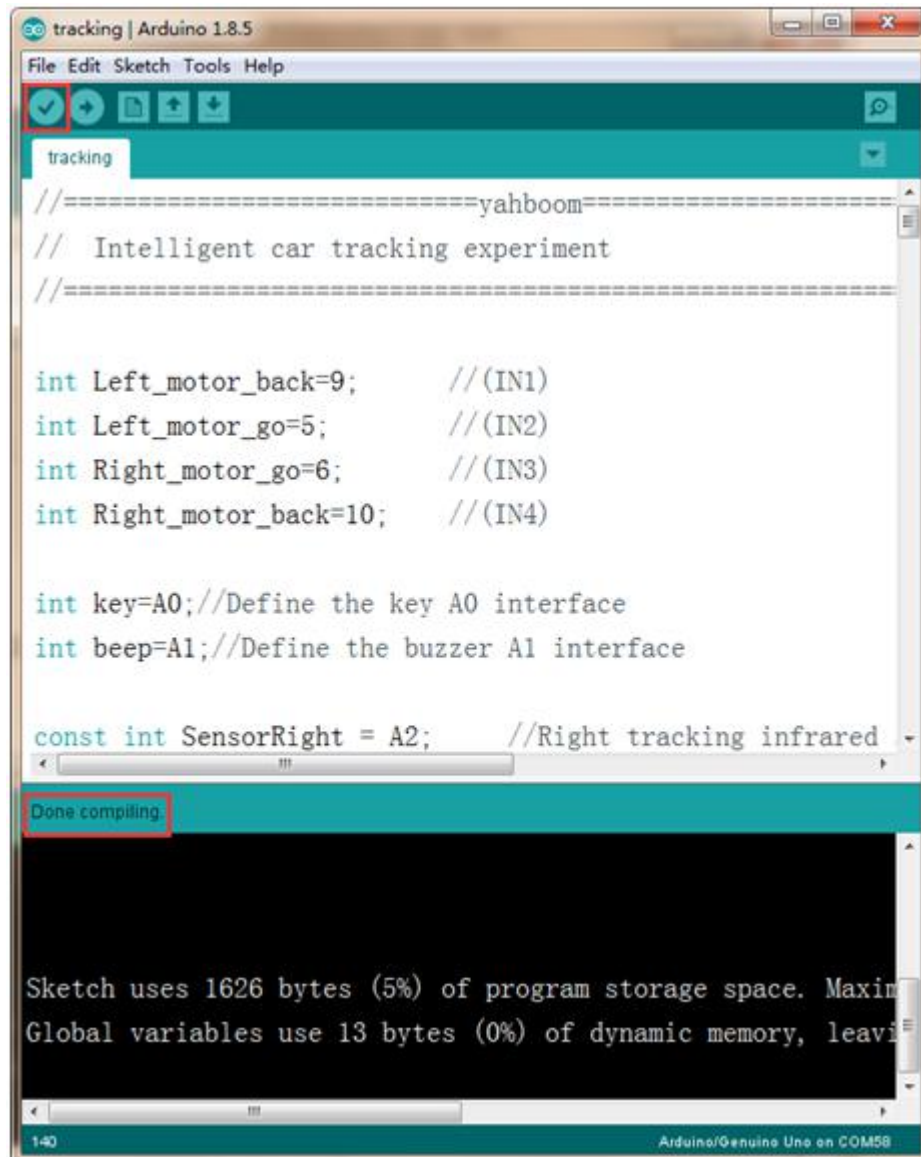 tracking | Arduino 1.8.5
File Edit Sketch Tools Help
tracking
//============================yahboom=====================
//  Intelligent car tracking experiment
//=========================================================
int Left_motor_back=9;      //(IN1)
int Left_motor_go=5;        //(IN2)
int Right_motor_go=6;       //(IN3)
int Right_motor_back=10;    //(IN4)
int key=A0;//Define the key A0 interface
int beep=A1;//Define the buzzer A1 interface
const int SensorRight = A2;     //Right tracking infrared
Done compiling.
Sketch uses 1626 bytes (5%) of program storage space. Maxim
Global variables use 13 bytes (0%) of dynamic memory, leavi
140
Arduino/Genuino Uno on COM58